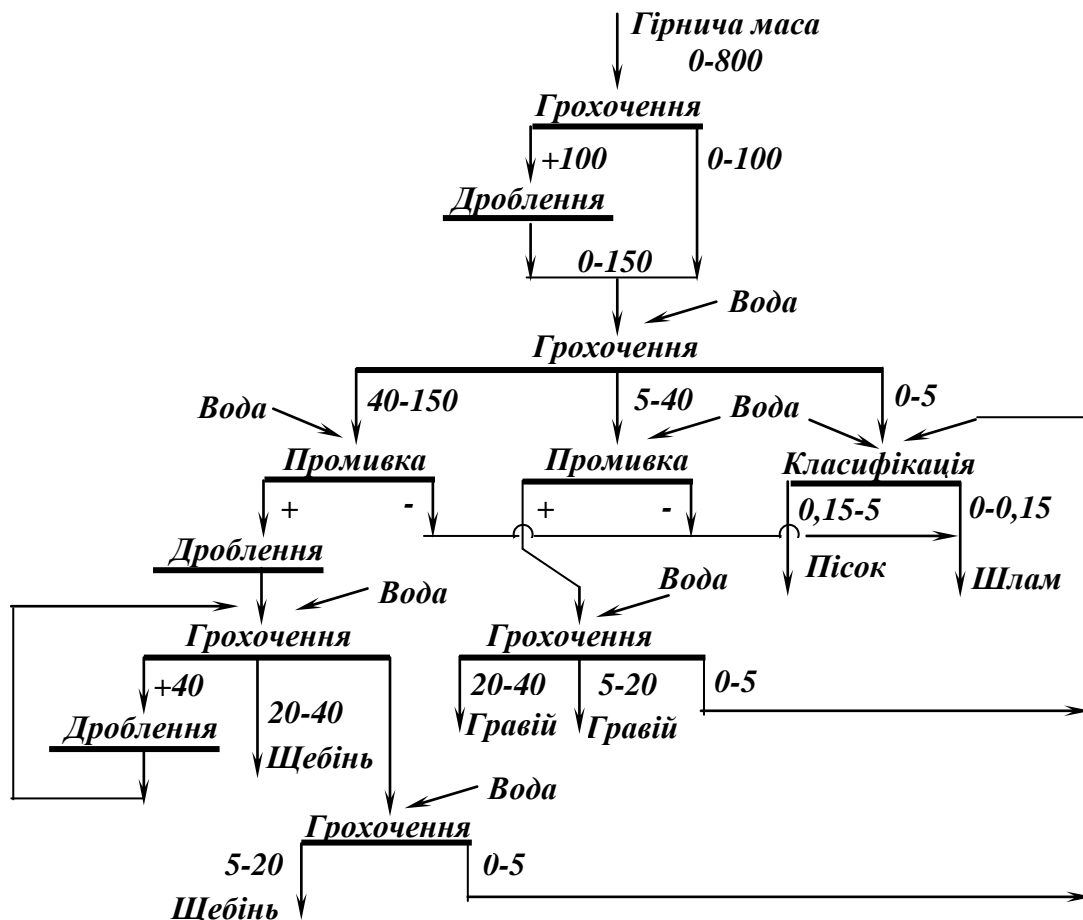 Гірнича маса
0-800
Грохочення
+100
0-100
Дроблення
0-150
Вода
Грохочення
Вода
40-150
5-40
Вода
0-5
Промивка
Промивка
Класифікація
+
-
+
-
0,15-5
0-0,15
Дроблення
Вода
Вода
Пісок
Шлам
Грохочення
Грохочення
+40
20-40
20-40
5-20
0-5
Дроблення
Гравій
Гравій
Щебінь
Вода
Грохочення
5-20
0-5
Щебінь